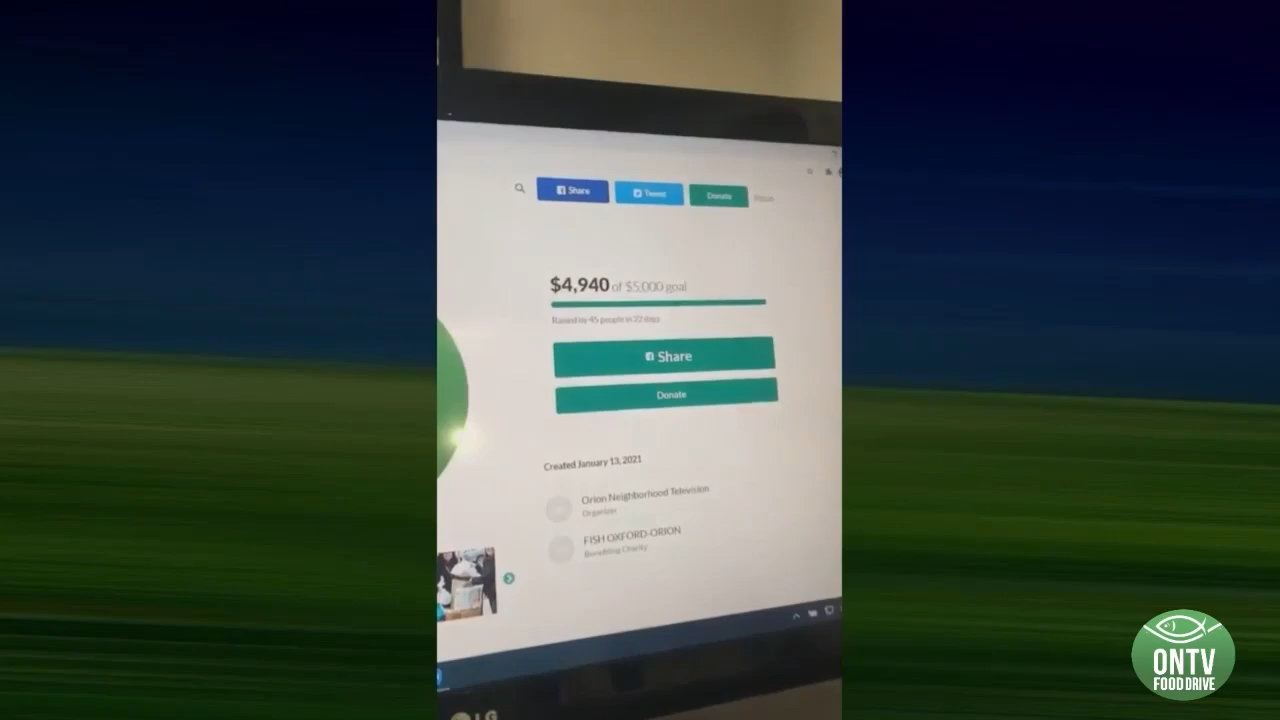 Share
Tweet
Donate
$4,940 of $5,000 goal
Raised by 45 people in 22 days
Share
Donate
Created January 13, 2021
Orion Neighborhood Television
Organizer
FISH OXFORD-ORION
Benefiting Charity
LG
ONTV
FOOD DRIVE